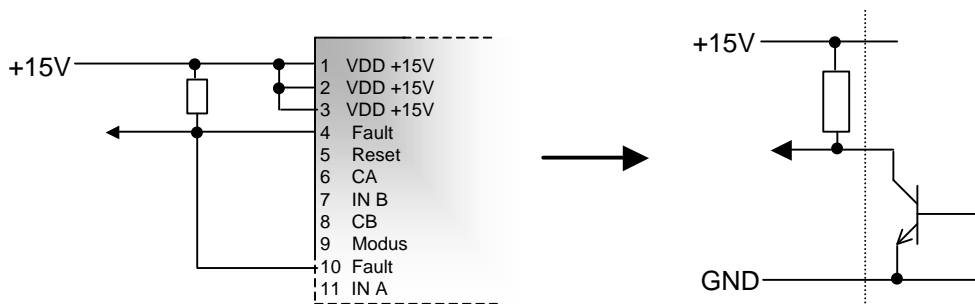 +15V
1 VDD +15V
2 VDD +15V
3 VDD +15V
4 Fault
5 Reset
6 CA
7 IN B
8 CB
9 Modus
10 Fault
11 IN A
+15V
GND